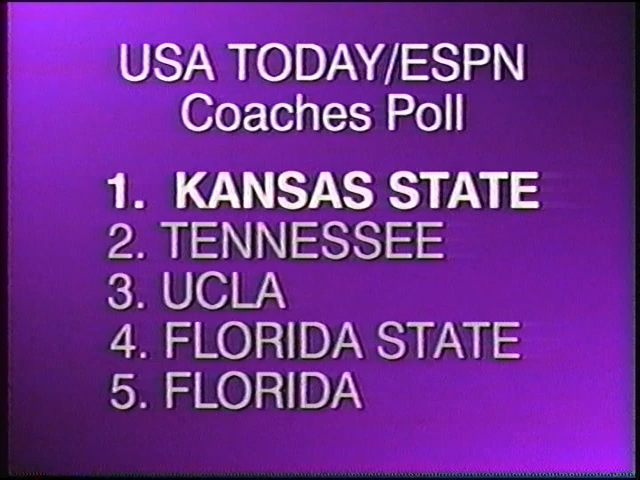 USA TODAY/ESPN
Coaches Poll
1. KANSAS STATE
2. TENNESSEE
3. UCLA
4. FLORIDA STATE
5. FLORIDA